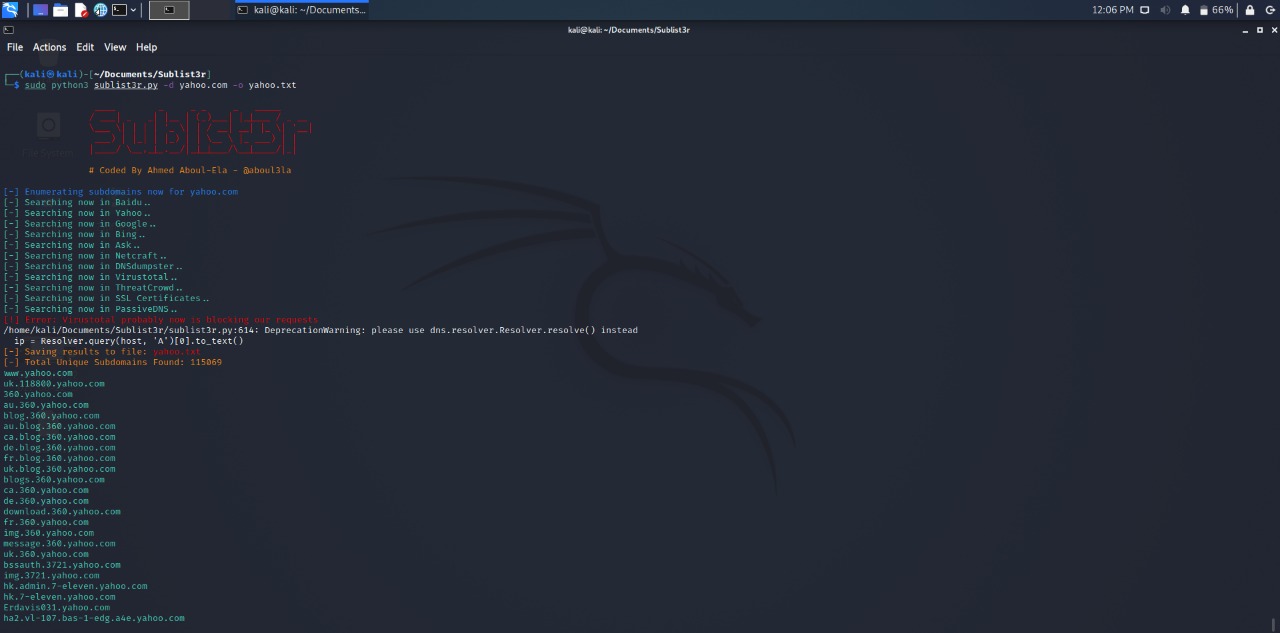 kali@kali: ~/Documents...
12:06 PM
66%
kali@kali: ~/Documents/Sublist3r
File Actions Edit View Help
┌──(kali㉿kali)-[~/Documents/Sublist3r]
└─$ sudo python3 sublist3r.py -d yahoo.com -o yahoo.txt
Sublist3r
# Coded By Ahmed Aboul-Ela - @aboul3la
[-] Enumerating subdomains now for yahoo.com
[-] Searching now in Baidu..
[-] Searching now in Yahoo..
[-] Searching now in Google..
[-] Searching now in Bing..
[-] Searching now in Ask..
[-] Searching now in Netcraft..
[-] Searching now in DNSdumpster..
[-] Searching now in Virustotal..
[-] Searching now in ThreatCrowd..
[-] Searching now in SSL Certificates..
[-] Searching now in PassiveDNS..
[!] Error: Virustotal probably now is blocking our requests
/home/kali/Documents/Sublist3r/sublist3r.py:614: DeprecationWarning: please use dns.resolver.Resolver.resolve() instead
ip = Resolver.query(host, 'A')[0].to_text()
[-] Saving results to file: yahoo.txt
[-] Total Unique Subdomains Found: 115069
www.yahoo.com
uk.118800.yahoo.com
360.yahoo.com
au.360.yahoo.com
blog.360.yahoo.com
au.blog.360.yahoo.com
ca.blog.360.yahoo.com
de.blog.360.yahoo.com
fr.blog.360.yahoo.com
uk.blog.360.yahoo.com
blogs.360.yahoo.com
ca.360.yahoo.com
de.360.yahoo.com
download.360.yahoo.com
fr.360.yahoo.com
img.360.yahoo.com
message.360.yahoo.com
uk.360.yahoo.com
bssauth.3721.yahoo.com
img.3721.yahoo.com
hk.admin.7-eleven.yahoo.com
hk.7-eleven.yahoo.com
Erdavis031.yahoo.com
ha2.vl-107.bas-1-edg.a4e.yahoo.com